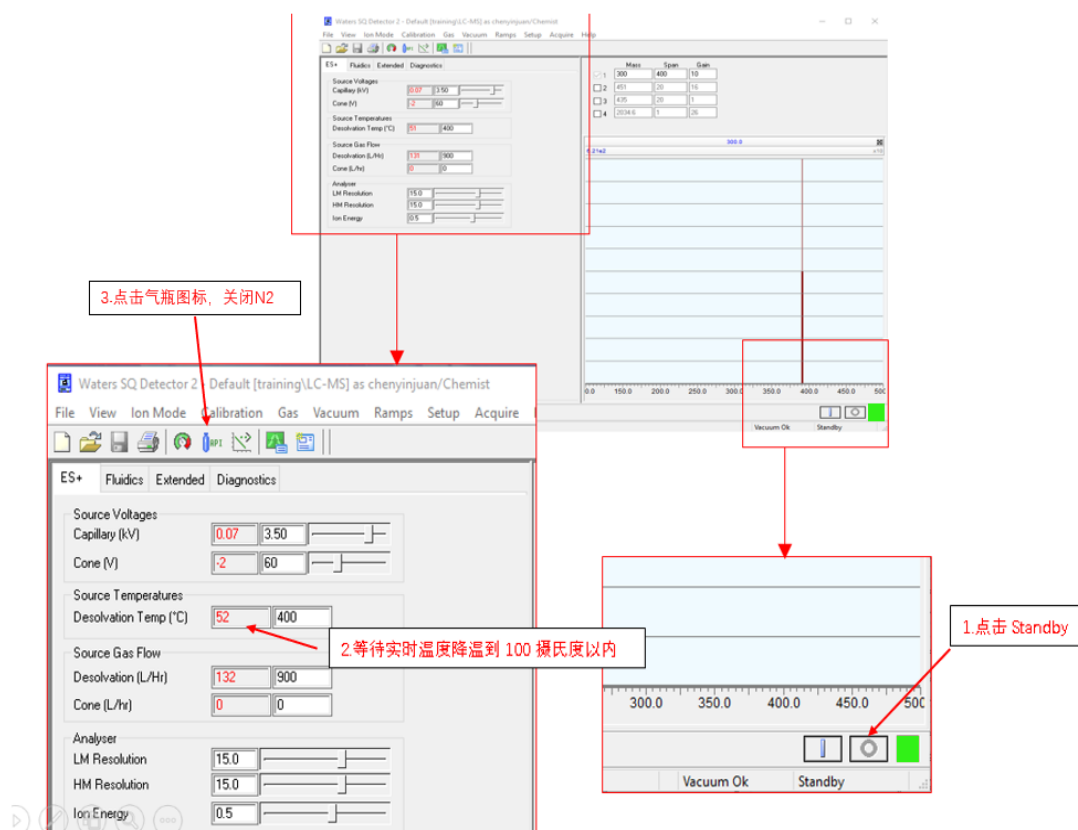 Waters SQ Detector 2 - Default [training\LC-MS] as chenyinjuan/Chemist
File View Ion Mode Calibration Gas Vacuum Ramps Setup Acquire Help
ES+ Fluidics Extended Diagnostics
Source Voltages
Capillary (kV) 0.07 3.50
Cone (V) -2 60
Source Temperatures
Desolvation Temp (°C) 51 400
Source Gas Flow
Desolvation (L/Hr) 131 900
Cone (L/hr) 0 0
Analyser
LM Resolution 15.0
HM Resolution 15.0
Ion Energy 0.5
Mass Span Gain
1 300 400 10
2 451 20 16
3 435 20 1
4 2034.6 1 26
300.0
x10
0.0 150.0 200.0 250.0 300.0 350.0 400.0 450.0 500
Vacuum Ok Standby
3.点击气瓶图标，关闭N2
Waters SQ Detector 2 - Default [training\LC-MS] as chenyinjuan/Chemist
File View Ion Mode Calibration Gas Vacuum Ramps Setup Acquire
API
ES+ Fluidics Extended Diagnostics
Source Voltages
Capillary (kV) 0.07 3.50
Cone (V) -2 60
Source Temperatures
Desolvation Temp (°C) 52 400
2.等待实时温度降温到 100 摄氏度以内
Source Gas Flow
Desolvation (L/Hr) 132 900
Cone (L/hr) 0 0
Analyser
LM Resolution 15.0
HM Resolution 15.0
Ion Energy 0.5
1.点击 Standby
300.0 350.0 400.0 450.0 500
Vacuum Ok Standby